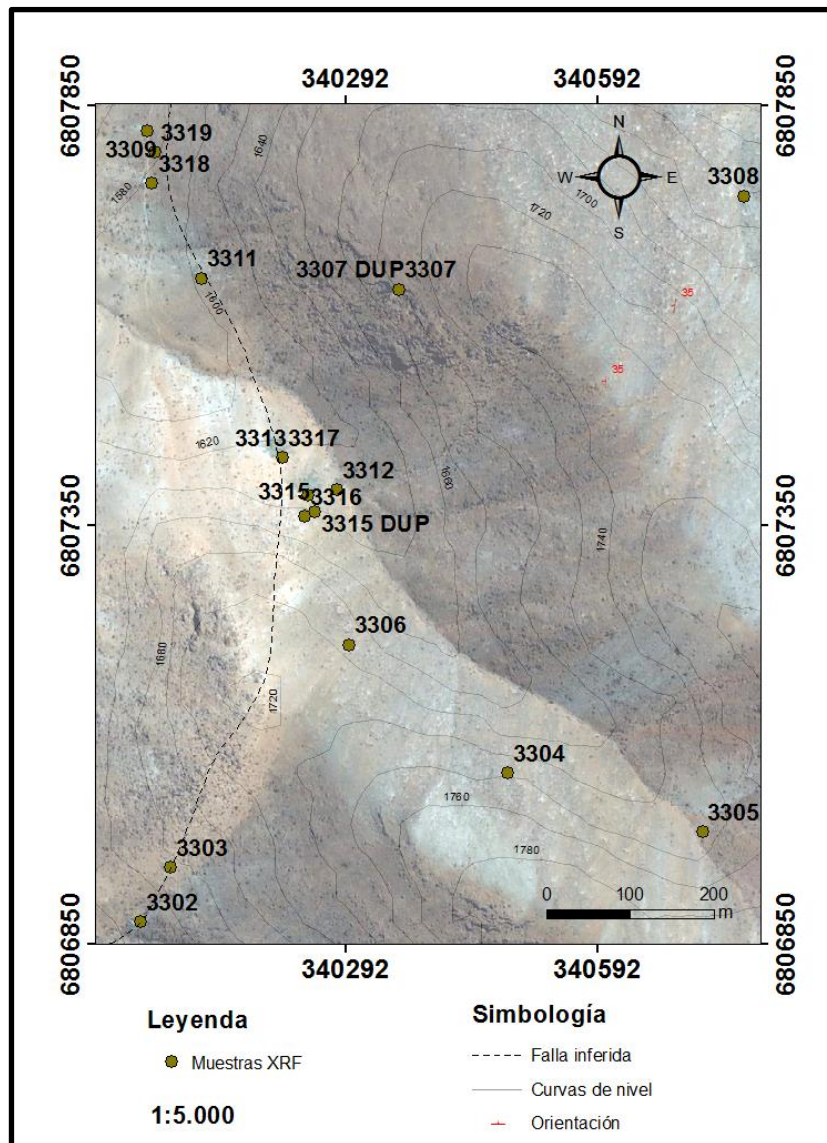 340292 340592
6807850
6807850
3319
3309
3318
1640
N
W E
S
3308
1580
1720
1700
3311
3307 DUP3307
1600
35
35
1620
33133317
3312
3315
3316
3315 DUP
1660
6807350
6807350
1740
3306
1680
1720
3304
1760
3305
1780
3303
3302
0 100 200
m
6806850
6806850
340292 340592
Leyenda
Muestras XRF
1:5.000
Simbología
Falla inferida
Curvas de nivel
Orientación